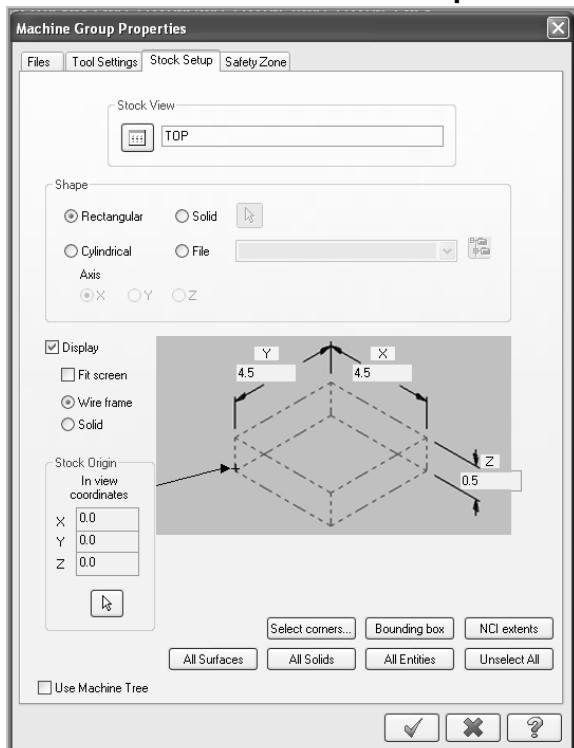 Machine Group Properties
Files Tool Settings Stock Setup Safety Zone
Stock View
TOP
Shape
Rectangular Solid
Cylindrical File
Axis
X Y Z
Display
Fit screen
Wire frame
Solid
Y X
4.5 4.5
Z
0.5
Stock Origin
In view
coordinates
X 0.0
Y 0.0
Z 0.0
Select corners... Bounding box NCI extents
All Surfaces All Solids All Entities Unselect All
Use Machine Tree
?